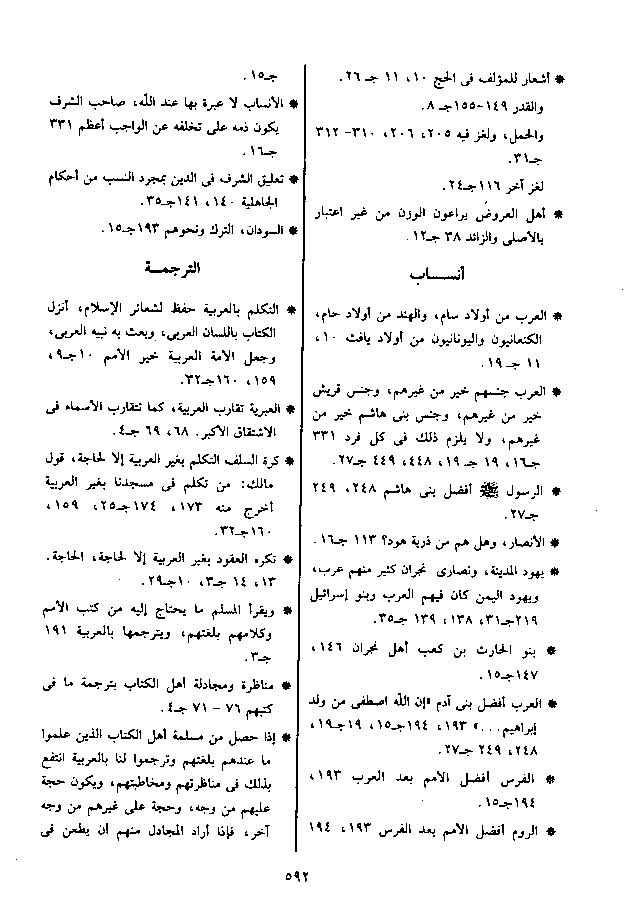 * أشعار للمؤلف فى الحج ١٠، ١١ جـ ٢٦.
والقدر ١٤٩-١٥٥جـ ٨.
والحمل، ولغز فيه ٢٠٥، ٢٠٦، ٣١٠- ٣١٢
جـ٣١.
لغز آخر ١١٦جـ٢٤.
* أهل العروض يراعون الوزن من غير اعتبار
بالأصلى والزائد ٣٨ جـ١٢.
أنســـاب
* العرب من أولاد سام، والهند من أولاد حام،
الكنعانيون واليونانيون من أولاد يافث ١٠،
١١ جـ ١٩.
* العرب جنسهم خير من غيرهم، وجنس قريش
خير من غيرهم، وجنس بنى هاشم خير من
غيرهم، ولا يلزم ذلك فى كل فرد ٣٣١
جـ١٦، ١٩ جـ ١٩، ٤٤٨، ٤٤٩ جـ٢٧.
* الرسول ﷺ أفضل بنى هاشم ٢٤٨، ٢٤٩
جـ٢٧.
* الأنصار، وهل هم من ذرية هود؟ ١١٣ جـ١٦.
* يهود المدينة، ونصارى نجران كثير منهم عرب،
ويهود اليمن كان فيهم العرب وبنو إسرائيل
٢١٩جـ٣١، ١٣٨، ١٣٩ جـ٣٥.
* بنو الحارث بن كعب أهل نجران ١٤٦،
١٤٧جـ١٥.
* العرب أفضل بنى آدم «إن الله اصطفى من ولد
إبراهيم...» ١٩٣، ١٩٤جـ١٥، ١٩جـ١٩،
٢٤٨، ٢٤٩ جـ٢٧.
* الفرس أفضل الأمم بعد العرب ١٩٣،
١٩٤جـ١٥.
* الروم أفضل الأمم بعد الفرس ١٩٣، ١٩٤
جـ١٥.
* الأنساب لا عبرة بها عند الله، صاحب الشرف
يكون ذمه على تخلفه عن الواجب أعظم ٣٣١
جـ١٦.
* تعليق الشرف فى الدين بمجرد النسب من أحكام
الجاهلية ١٤٠، ١٤١جـ٣٥.
* السودان، الترك ونحوهم ١٩٣جـ١٥.
الترجمـــة
* التكلم بالعربية حفظ لشعائر الإسلام، أنزل
الكتاب باللسان العربى، وبعث به نبيه العربى،
وجعل الأمة العربية خير الأمم ١٠جـ٩،
١٥٩، ١٦٠جـ٣٢.
* العبرية تقارب العربية، كما تتقارب الأسماء فى
الاشتقاق الأكبر. ٦٨، ٦٩ جـ٤.
* كرة السلف التكلم بغير العربية إلا لحاجة، قول
مالك: من تكلم فى مسجدنا بغير العربية
أخرج منه ١٧٣، ١٧٤جـ٢٥، ١٥٩،
١٦٠جـ٣٢.
* تكره العقود بغير العربية إلا لحاجة، الحاجة.
١٣، ١٤ جـ٣، ١٠جـ٢٩.
* ويقرأ المسلم ما يحتاج إليه من كتب الأمم
وكلامهم بلغتهم، ويترجمها بالعربية ١٩١
جـ٣.
* مناظرة ومجادلة أهل الكتاب بترجمة ما فى
كتبهم ٧٦ – ٧١ جـ٤.
* إذا حصل من مسلمة أهل الكتاب الذين علموا
ما عندهم بلغتهم وترجموا لنا بالعربية انتفع
بذلك فى مناظرتهم ومخاطبتهم، ويكون حجة
عليهم من وجه، وحجة على غيرهم من وجه
آخر، فإذا أراد المجادل منهم أن يطعن فى
٥٩٢